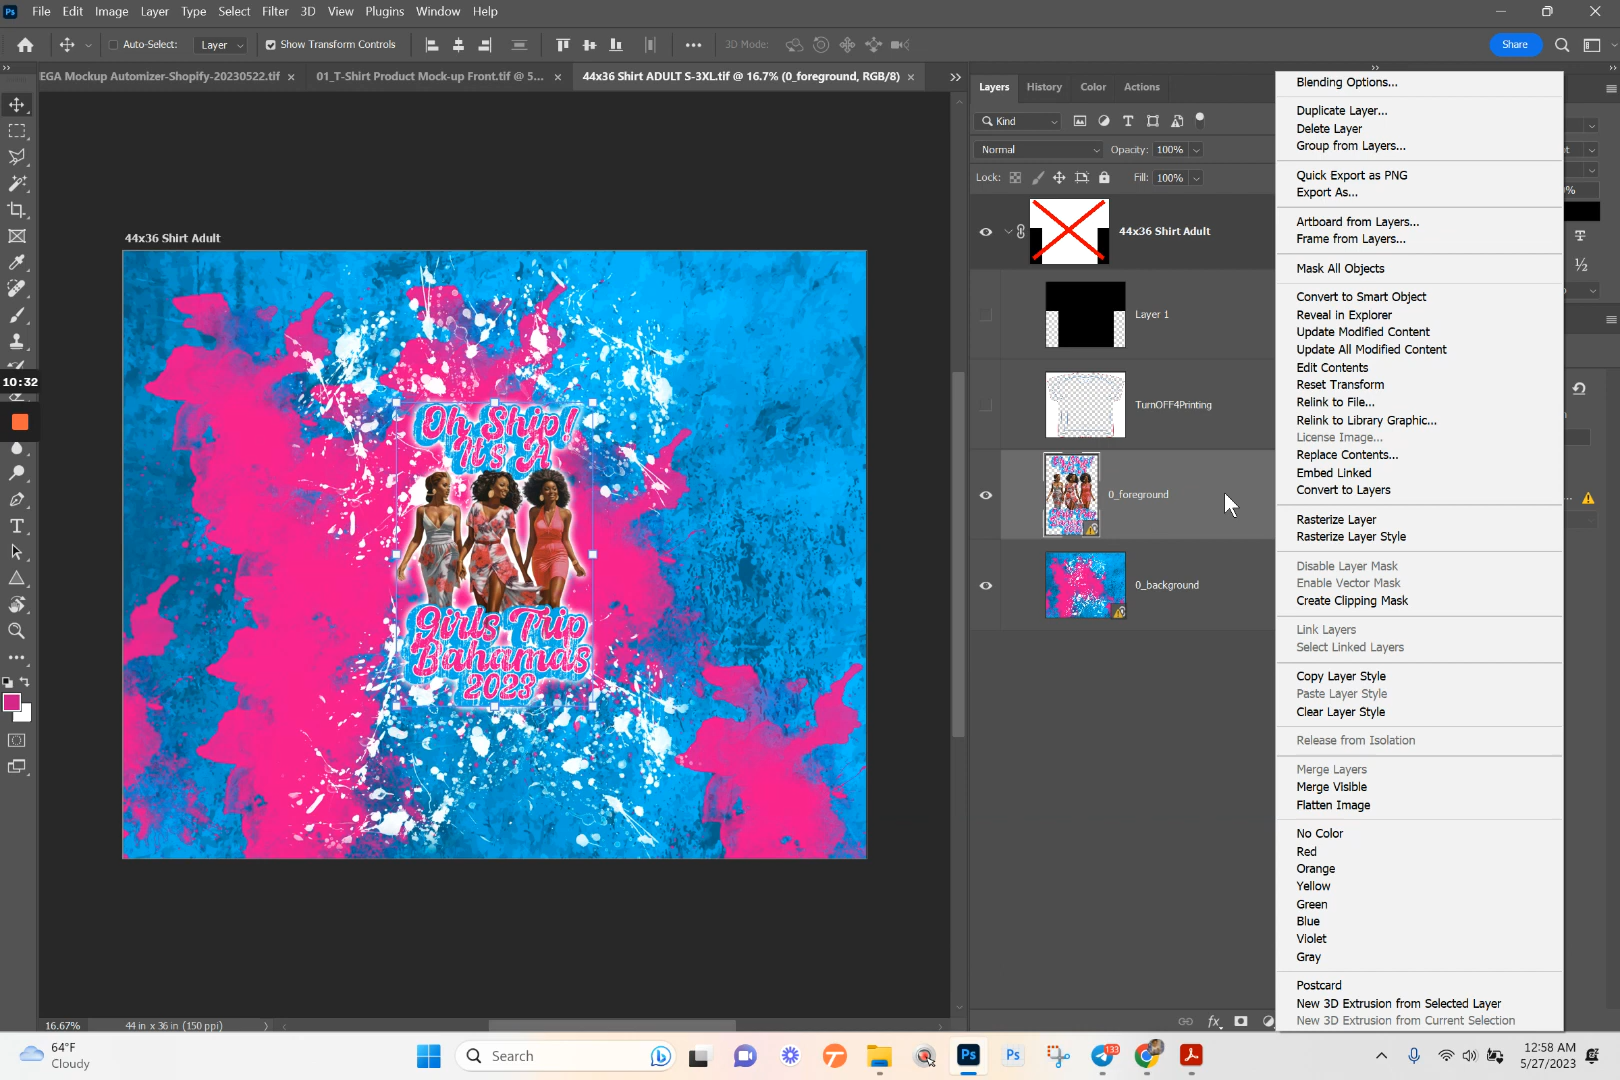 Ps File Edit Image Layer Type Select Filter 3D View Plugins Window Help
Auto-Select: Layer Show Transform Controls 3D Mode: Share
EGA Mockup Automizer-Shopify-20230522.tif × 01_T-Shirt Product Mock-up Front.tif @ 5... × 44x36 Shirt ADULT S-3XL.tif @ 16.7% (0_foreground, RGB/8) ×
Layers History Color Actions
Kind
Normal Opacity: 100%
Lock: Fill: 100%
44x36 Shirt Adult
Layer 1
TurnOFF4Printing
0_foreground
0_background
10:32
44x36 Shirt Adult
Oh Ship!
It's A
Girls Trip
Bahamas
2023
Blending Options...
Duplicate Layer...
Delete Layer
Group from Layers...
Quick Export as PNG
Export As...
Artboard from Layers...
Frame from Layers...
Mask All Objects
Convert to Smart Object
Reveal in Explorer
Update Modified Content
Update All Modified Content
Edit Contents
Reset Transform
Relink to File...
Relink to Library Graphic...
License Image...
Replace Contents...
Embed Linked
Convert to Layers
Rasterize Layer
Rasterize Layer Style
Disable Layer Mask
Enable Vector Mask
Create Clipping Mask
Link Layers
Select Linked Layers
Copy Layer Style
Paste Layer Style
Clear Layer Style
Release from Isolation
Merge Layers
Merge Visible
Flatten Image
No Color
Red
Orange
Yellow
Green
Blue
Violet
Gray
Postcard
New 3D Extrusion from Selected Layer
New 3D Extrusion from Current Selection
16.67% 44 in x 36 in (150 ppi)
64°F
Cloudy
Search
Ps
Ps
133
12:58 AM
5/27/2023